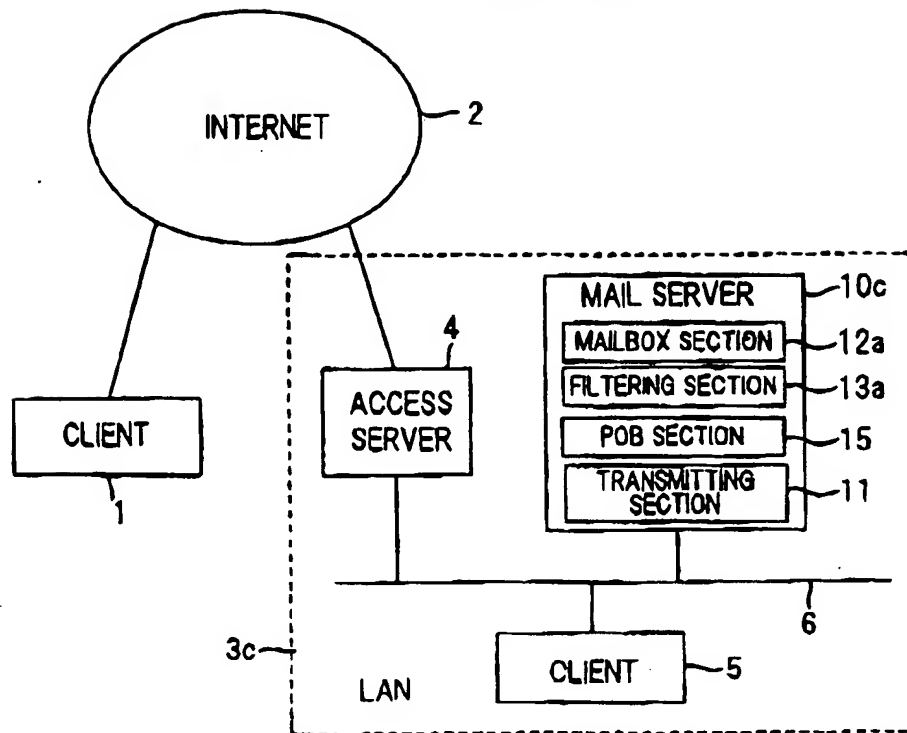 INTERNET
2
MAIL SERVER
10c
MAILBOX SECTION
12a
FILTERING SECTION
13a
POB SECTION
15
TRANSMITTING
SECTION
11
4
ACCESS
SERVER
CLIENT
1
6
3c
LAN
CLIENT
5